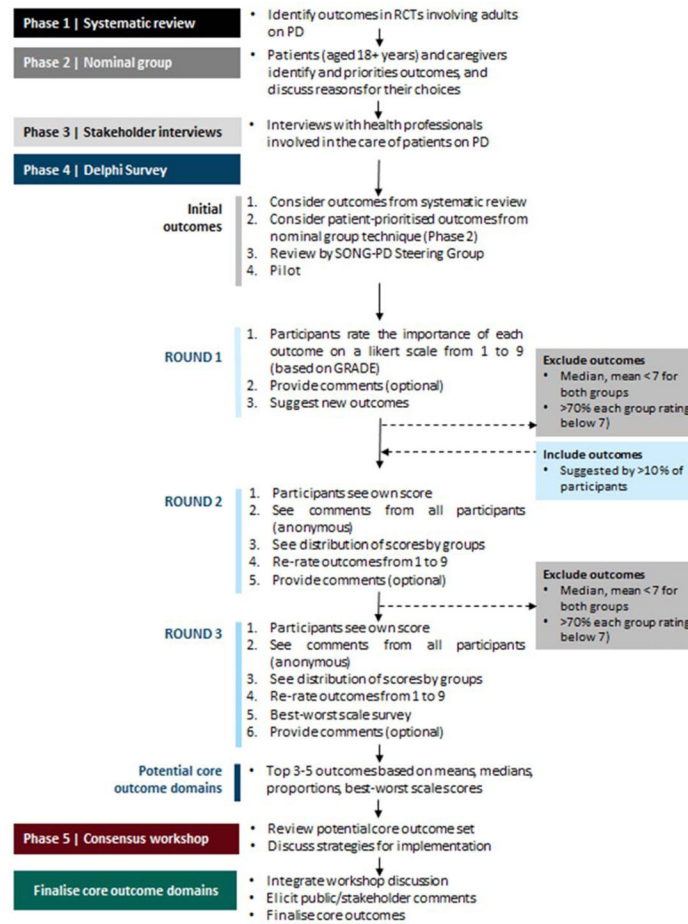 Phase 1 | Systematic review
• Identify outcomes in RCTs involving adults
on PD
Phase 2 | Nominal group
• Patients (aged 18+ years) and caregivers
identify and priorities outcomes, and
discuss reasons for their choices
Phase 3 | Stakeholder interviews
• Interviews with health professionals
involved in the care of patients on PD
Phase 4 | Delphi Survey
Initial
outcomes
1. Consider outcomes from systematic review
2. Consider patient-prioritised outcomes from
nominal group technique (Phase 2)
3. Review by SONG-PD Steering Group
4. Pilot
ROUND 1
1. Participants rate the importance of each
outcome on a likert scale from 1 to 9
(based on GRADE)
2. Provide comments (optional)
3. Suggest new outcomes
Exclude outcomes
• Median, mean <7 for
both groups
• >70% each group rating
below 7)
Include outcomes
• Suggested by >10% of
participants
ROUND 2
1. Participants see own score
2. See comments from all participants
(anonymous)
3. See distribution of scores by groups
4. Re-rate outcomes from 1 to 9
5. Provide comments (optional)
Exclude outcomes
• Median, mean <7 for
both groups
• >70% each group rating
below 7)
ROUND 3
1. Participants see own score
2. See comments from all participants
(anonymous)
3. See distribution of scores by groups
4. Re-rate outcomes from 1 to 9
5. Best-worst scale survey
6. Provide comments (optional)
Potential core
outcome domains
• Top 3-5 outcomes based on means, medians,
proportions, best-worst scale scores
Phase 5 | Consensus workshop
• Review potential core outcome set
• Discuss strategies for implementation
Finalise core outcome domains
• Integrate workshop discussion
• Elicit public/stakeholder comments
• Finalise core outcomes